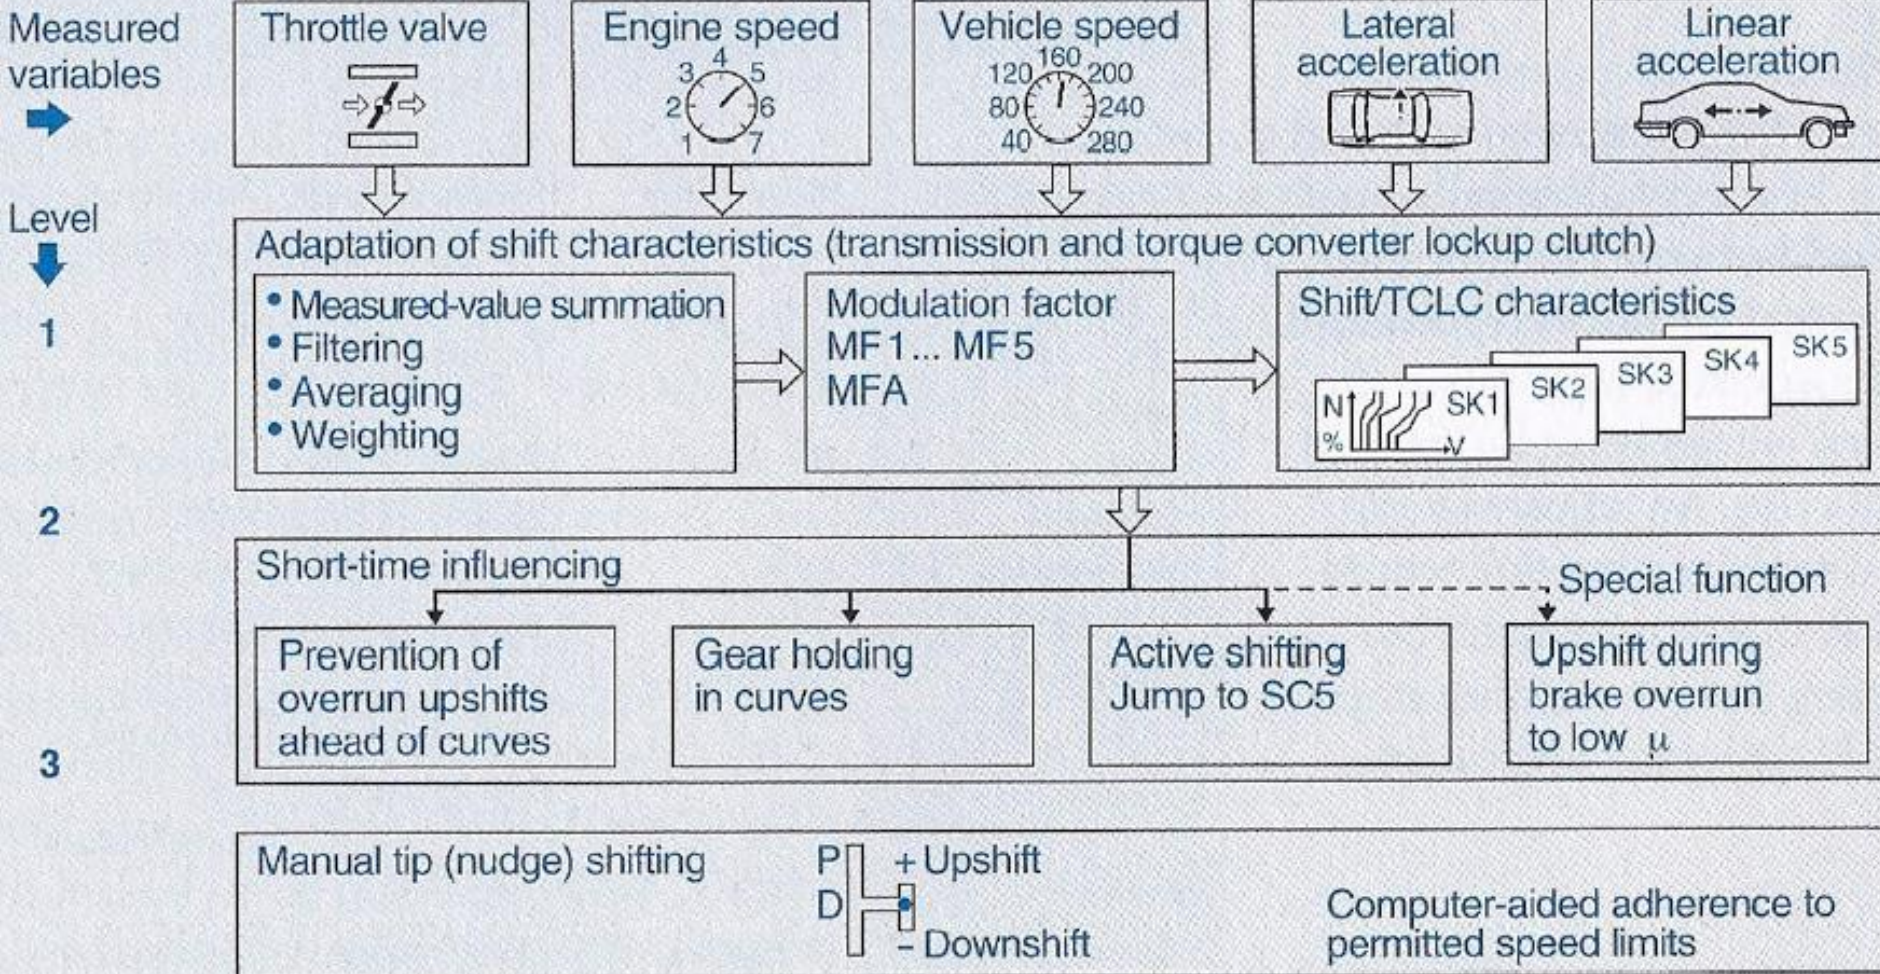 Measured
variables
Throttle valve
Engine speed
1 2 3 4 5 6 7
Vehicle speed
40 80 120 160 200 240 280
Lateral
acceleration
Linear
acceleration
Level
1
Adaptation of shift characteristics (transmission and torque converter lockup clutch)
• Measured-value summation
• Filtering
• Averaging
• Weighting
Modulation factor
MF1... MF5
MFA
Shift/TCLC characteristics
N
%
V
SK1
SK2
SK3
SK4
SK5
2
Short-time influencing
Special function
Prevention of
overrun upshifts
ahead of curves
Gear holding
in curves
Active shifting
Jump to SC5
Upshift during
brake overrun
to low µ
3
Manual tip (nudge) shifting
P
D
+ Upshift
– Downshift
Computer-aided adherence to
permitted speed limits